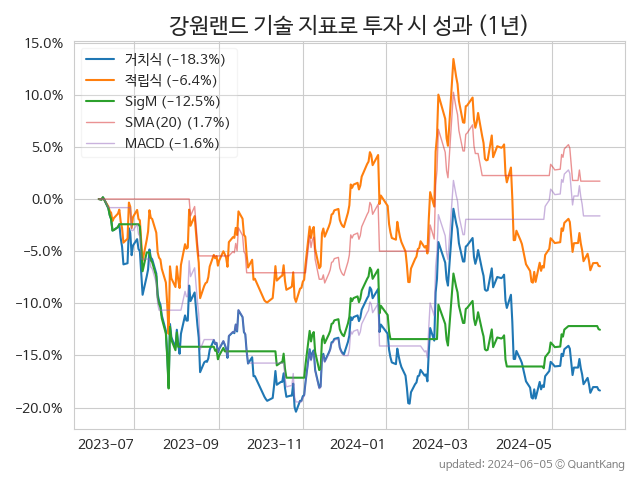 강원랜드 기술 지표로 투자 시 성과 (1년)
15.0%
10.0%
5.0%
0.0%
−5.0%
−10.0%
−15.0%
−20.0%
거치식 (−18.3%)
적립식 (−6.4%)
SigM (−12.5%)
SMA(20) (1.7%)
MACD (−1.6%)
2023−07
2023−09
2023−11
2024−01
2024−03
2024−05
updated: 2024-06-05 ⓒ QuantKang